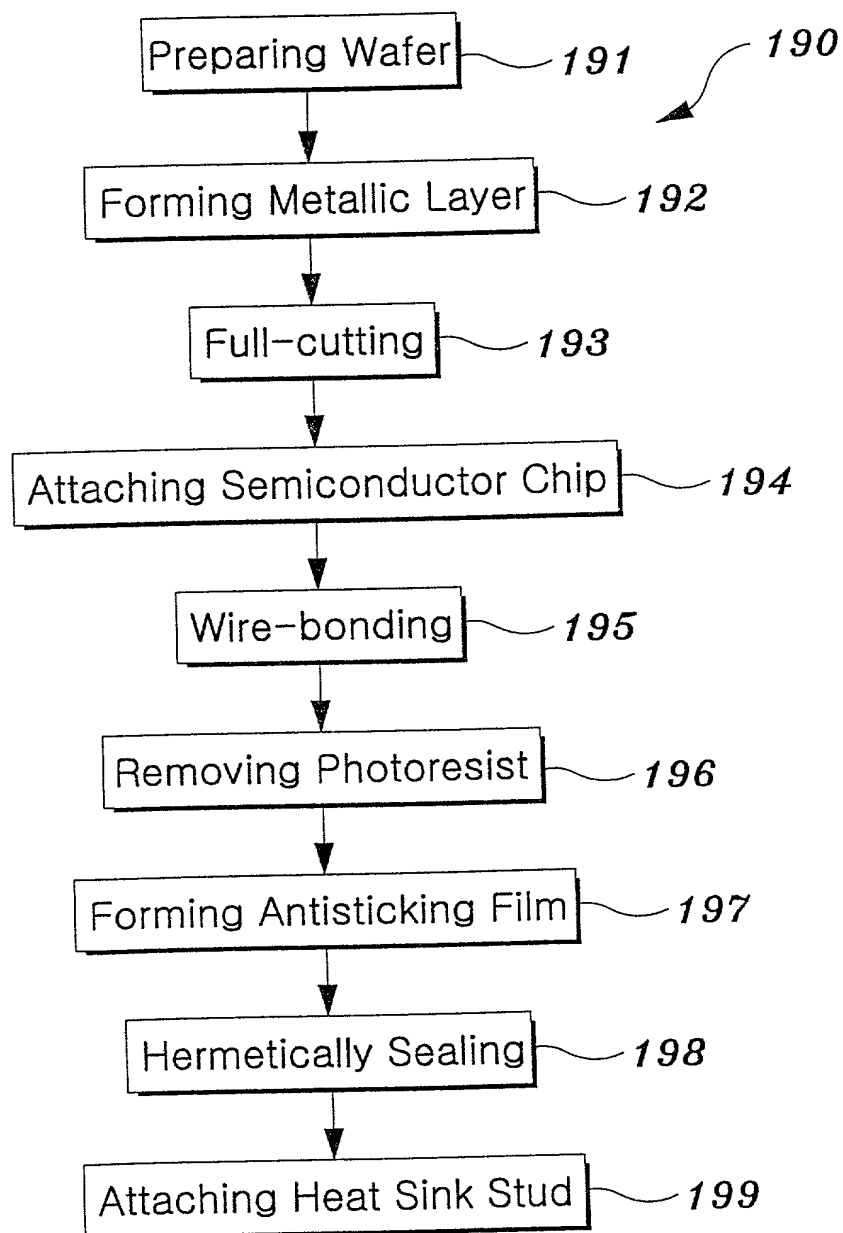 Preparing Wafer 191
190
Forming Metallic Layer 192
Full-cutting 193
Attaching Semiconductor Chip 194
Wire-bonding 195
Removing Photoresist 196
Forming Antisticking Film 197
Hermetically Sealing 198
Attaching Heat Sink Stud 199